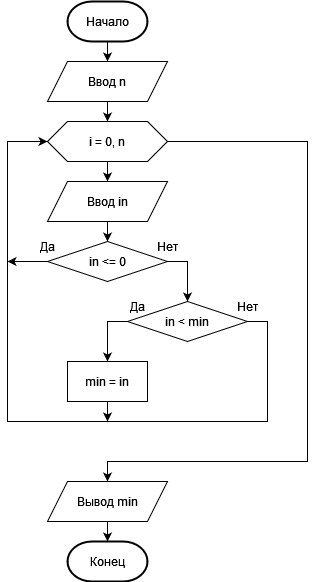 Начало
Ввод n
i = 0, n
Ввод in
Да
Нет
in <= 0
Да
Нет
in < min
min = in
Вывод min
Конец